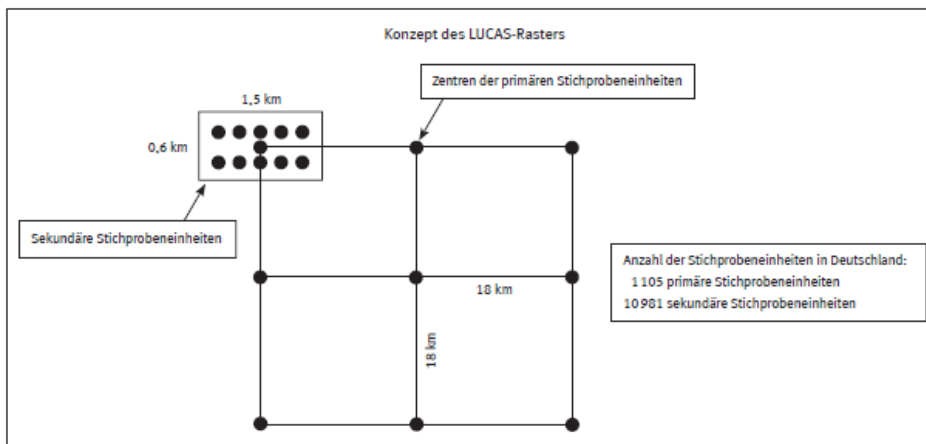 Konzept des LUCAS-Rasters
Zentren der primären Stichprobeneinheiten
1,5 km
0,6 km
Sekundäre Stichprobeneinheiten
18 km
18 km
Anzahl der Stichprobeneinheiten in Deutschland:
1 105 primäre Stichprobeneinheiten
10 981 sekundäre Stichprobeneinheiten